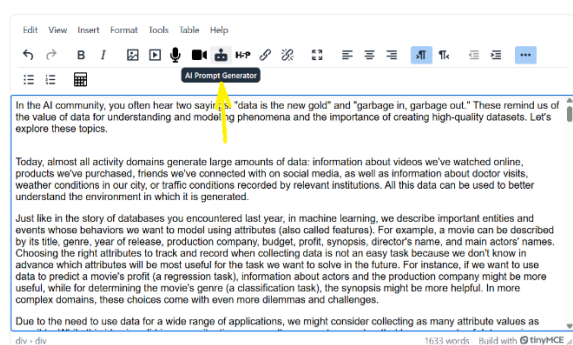 Edit View Insert Format Tools Table Help
B I H-P
AI Prompt Generator
In the AI community, you often hear two sayings: "data is the new gold" and "garbage in, garbage out." These remind us of
the value of data for understanding and modeling phenomena and the importance of creating high-quality datasets. Let's
explore these topics.
Today, almost all activity domains generate large amounts of data: information about videos we've watched online,
products we've purchased, friends we've connected with on social media, as well as information about doctor visits,
weather conditions in our city, or traffic conditions recorded by relevant institutions. All this data can be used to better
understand the environment in which it is generated.
Just like in the story of databases you encountered last year, in machine learning, we describe important entities and
events whose behaviors we want to model using attributes (also called features). For example, a movie can be described
by its title, genre, year of release, production company, budget, profit, synopsis, director's name, and main actors' names.
Choosing the right attributes to track and record when collecting data is not an easy task because we don't know in
advance which attributes will be most useful for the task we want to solve in the future. For instance, if we want to use
data to predict a movie's profit (a regression task), information about actors and the production company might be more
useful, while for determining the movie's genre (a classification task), the synopsis might be more helpful. In more
complex domains, these choices come with even more dilemmas and challenges.
Due to the need to use data for a wide range of applications, we might consider collecting as many attribute values as
div › div 1633 words Build with tinyMCE